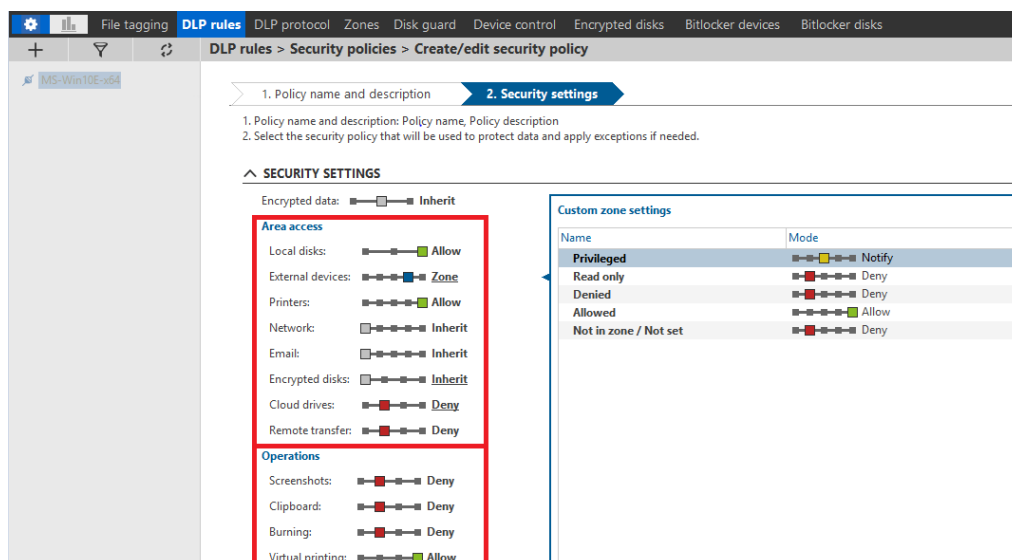 File tagging DLP rules DLP protocol Zones Disk guard Device control Encrypted disks Bitlocker devices Bitlocker disks
DLP rules > Security policies > Create/edit security policy
MS-Win10E-x64
1. Policy name and description 2. Security settings
1. Policy name and description: Policy name, Policy description
2. Select the security policy that will be used to protect data and apply exceptions if needed.
SECURITY SETTINGS
Encrypted data: Inherit
Area access
Local disks: Allow
External devices: Zone
Printers: Allow
Network: Inherit
Email: Inherit
Encrypted disks: Inherit
Cloud drives: Deny
Remote transfer: Deny
Operations
Screenshots: Deny
Clipboard: Deny
Burning: Deny
Virtual printing: Allow
Custom zone settings
Name Mode
Privileged Notify
Read only Deny
Denied Deny
Allowed Allow
Not in zone / Not set Deny